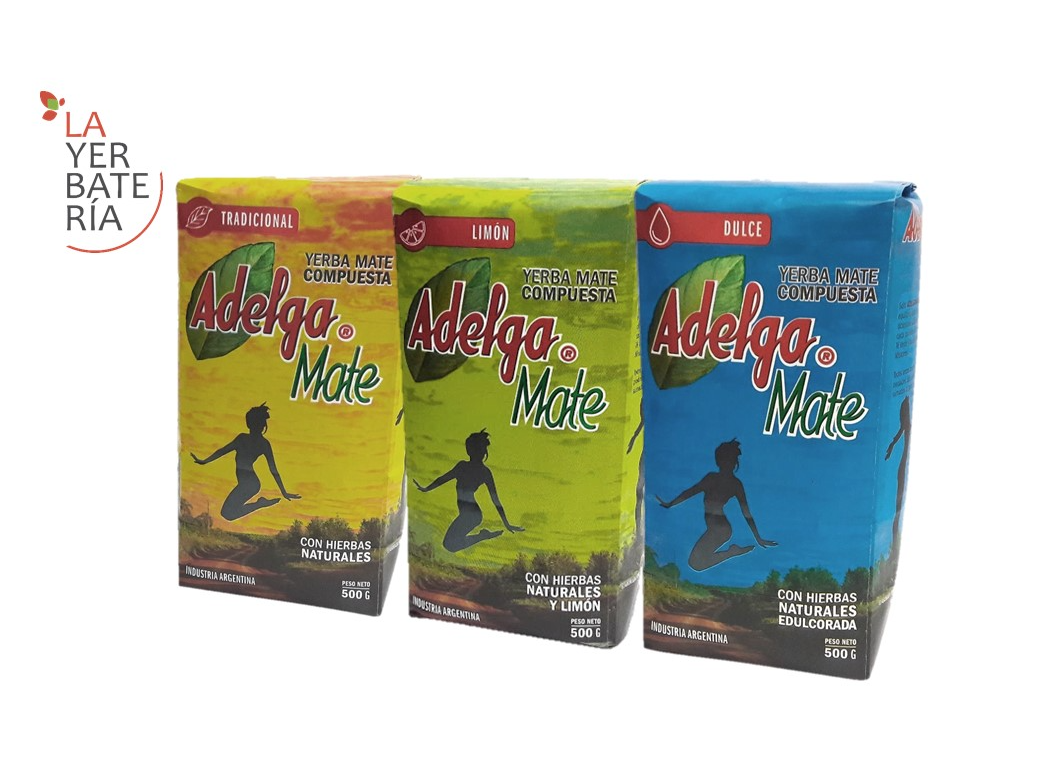 LA
YER
BATE
RÍA
TRADICIONAL
YERBA MATE
COMPUESTA
Adelga ®
Mate
CON HIERBAS
NATURALES
INDUSTRIA ARGENTINA
PESO NETO
500 G
LIMÓN
YERBA MATE
COMPUESTA
Adelga ®
Mate
CON HIERBAS
NATURALES
Y LIMÓN
INDUSTRIA ARGENTINA
PESO NETO
500 G
DULCE
YERBA MATE
COMPUESTA
Adelga ®
Mate
CON HIERBAS
NATURALES
EDULCORADA
INDUSTRIA ARGENTINA
PESO NETO
500 G